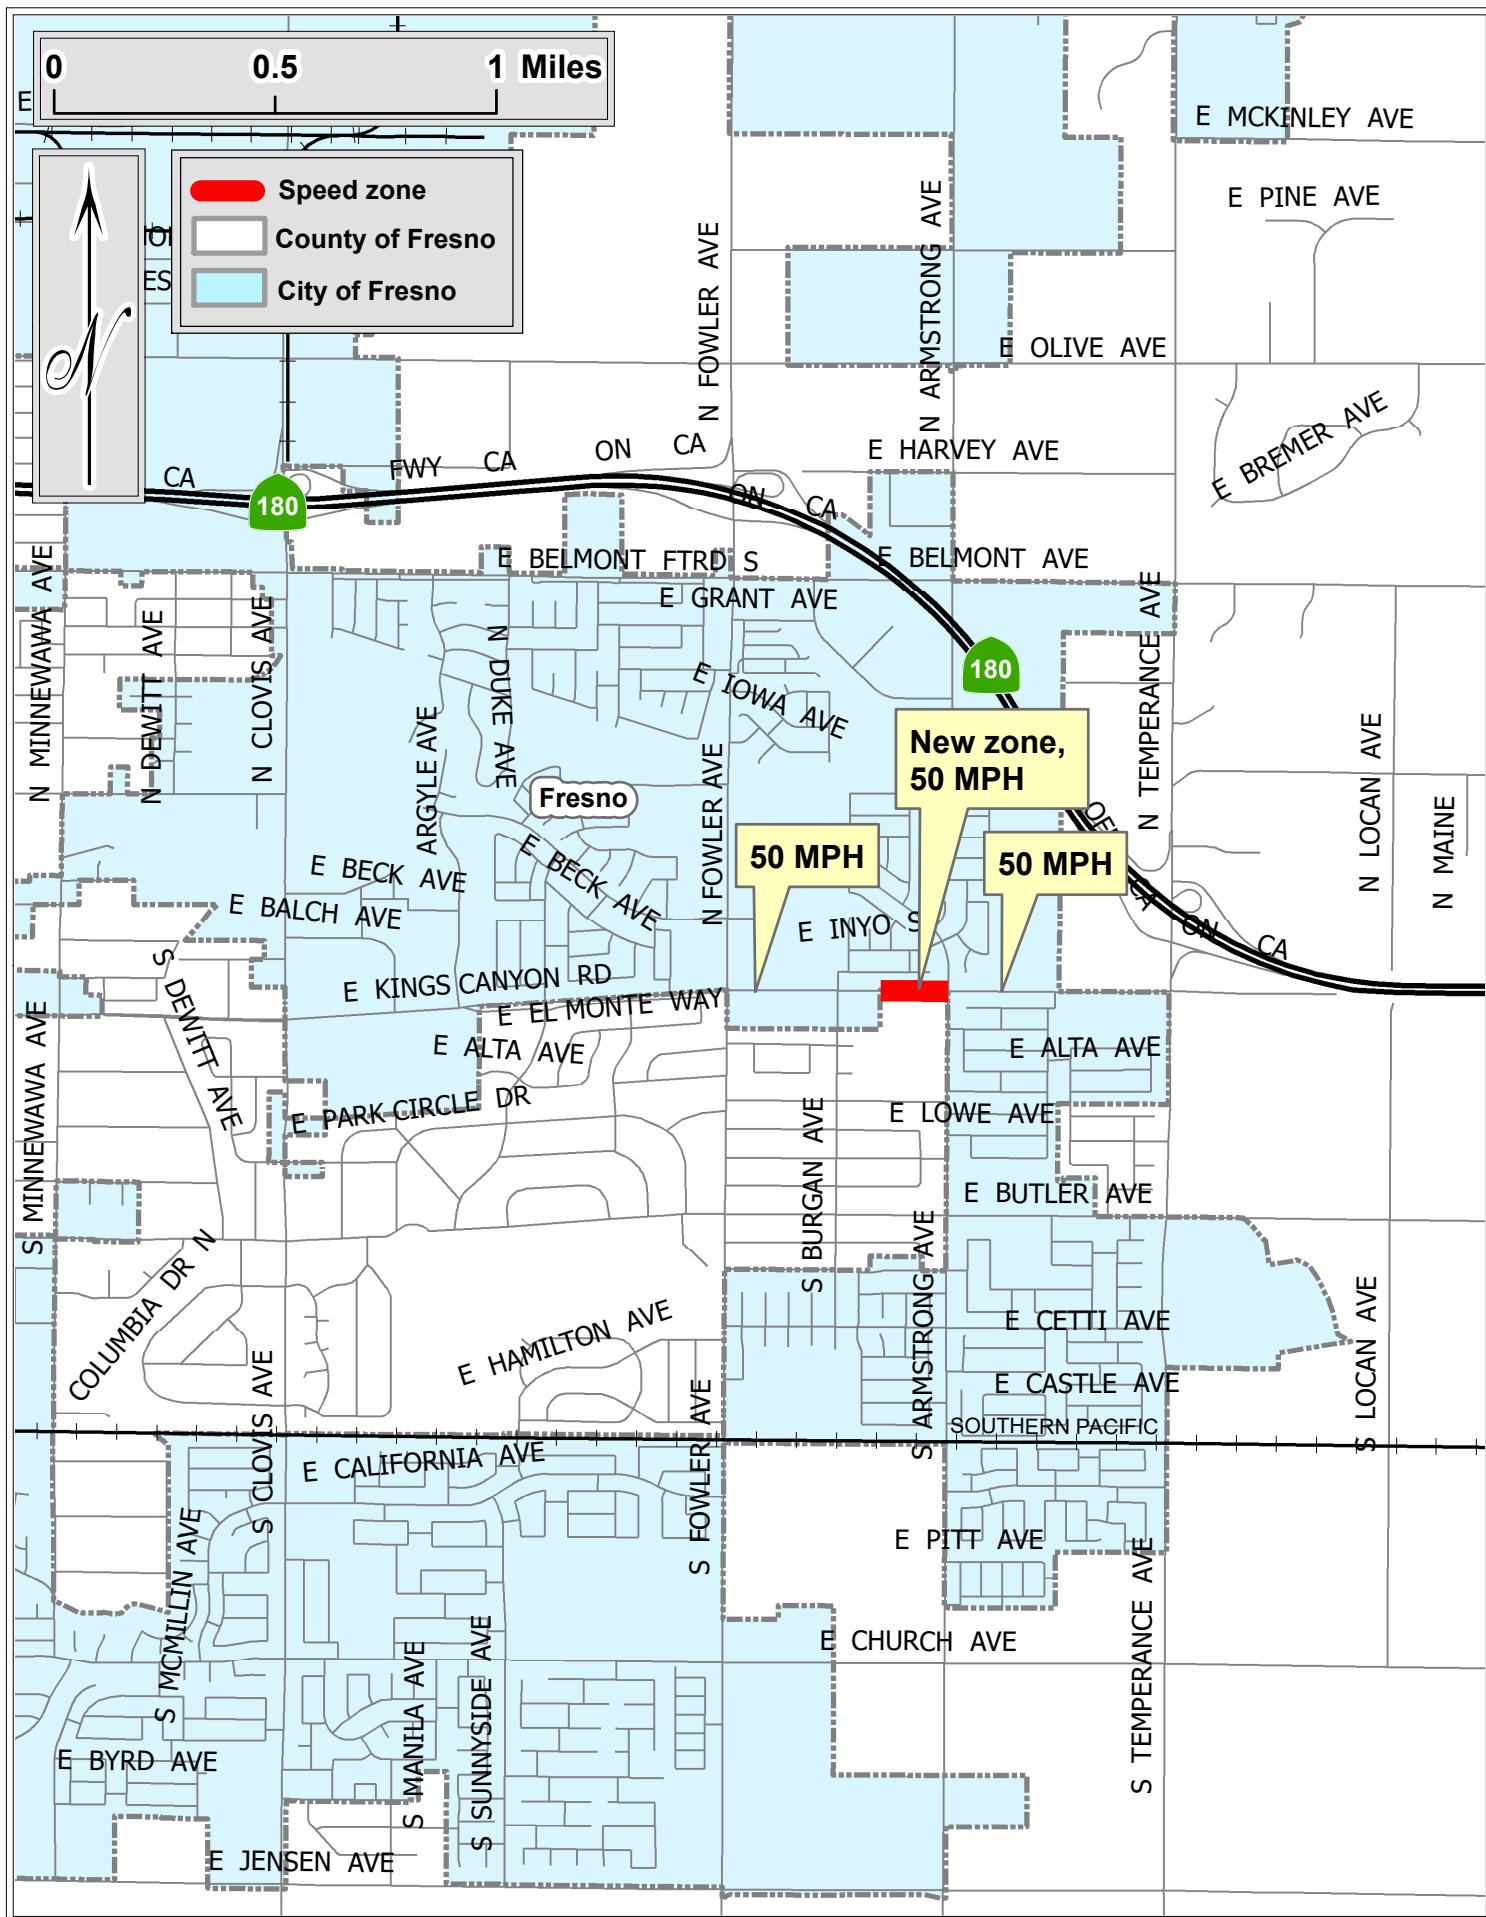 0 0.5 1 Miles
E
E MCKINLEY AVE
Speed zone
County of Fresno
City of Fresno
ES
E PINE AVE
N FOWLER AVE
N ARMSTRONG AVE
E OLIVE AVE
E BREMER AVE
E HARVEY AVE
CA
180
FWY CA ON CA
ON CA
E BELMONT FTRD S
E BELMONT AVE
E GRANT AVE
N MINNEWAWA AVE
N DEWITT AVE
N CLOVIS AVE
N DUKE AVE
ARGYLE AVE
E IOWA AVE
180
N TEMPERANCE AVE
N LOCAN AVE
N MAINE
New zone,
50 MPH
Fresno
N FOWLER AVE
50 MPH
50 MPH
E BECK AVE
E BECK AVE
E BALCH AVE
E INYO S
CA ON CA
S DEWITT AVE
E KINGS CANYON RD
E EL MONTE WAY
E ALTA AVE
E ALTA AVE
S MINNEWAWA AVE
E PARK CIRCLE DR
E LOWE AVE
S BURGAN AVE
E BUTLER AVE
COLUMBIA DR N
S ARMSTRONG AVE
E HAMILTON AVE
E CETTI AVE
E CASTLE AVE
S LOCAN AVE
SOUTHERN PACIFIC
S CLOVIS AVE
E CALIFORNIA AVE
S FOWLER AVE
S MCMILLIN AVE
E PITT AVE
S TEMPERANCE AVE
E CHURCH AVE
S MANILA AVE
S SUNNYSIDE AVE
E BYRD AVE
E JENSEN AVE